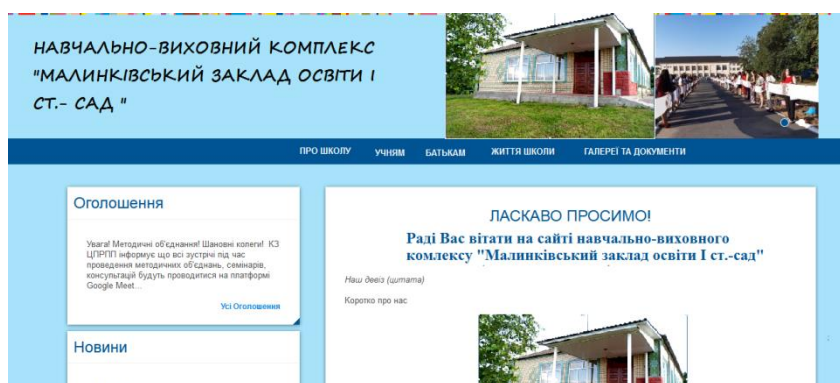 НАВЧАЛЬНО-ВИХОВНИЙ КОМПЛЕКС
"МАЛИНКІВСЬКИЙ ЗАКЛАД ОСВІТИ І
СТ.- САД "
ПРО ШКОЛУ УЧНЯМ БАТЬКАМ ЖИТТЯ ШКОЛИ ГАЛЕРЕЇ ТА ДОКУМЕНТИ
Оголошення
Увага! Методичні об'єднання! Шановні колеги! КЗ
ЦПРПП інформує що всі зустрічі під час
проведення методичних об'єднань, семінарів,
консультацій будуть проводитися на платформі
Google Meet...
Усі Оголошення
Новини
ЛАСКАВО ПРОСИМО!
Раді Вас вітати на сайті навчально-виховного
комлексу "Малинківський заклад освіти І ст.-сад"
Наш девіз (цитата)
Коротко про нас